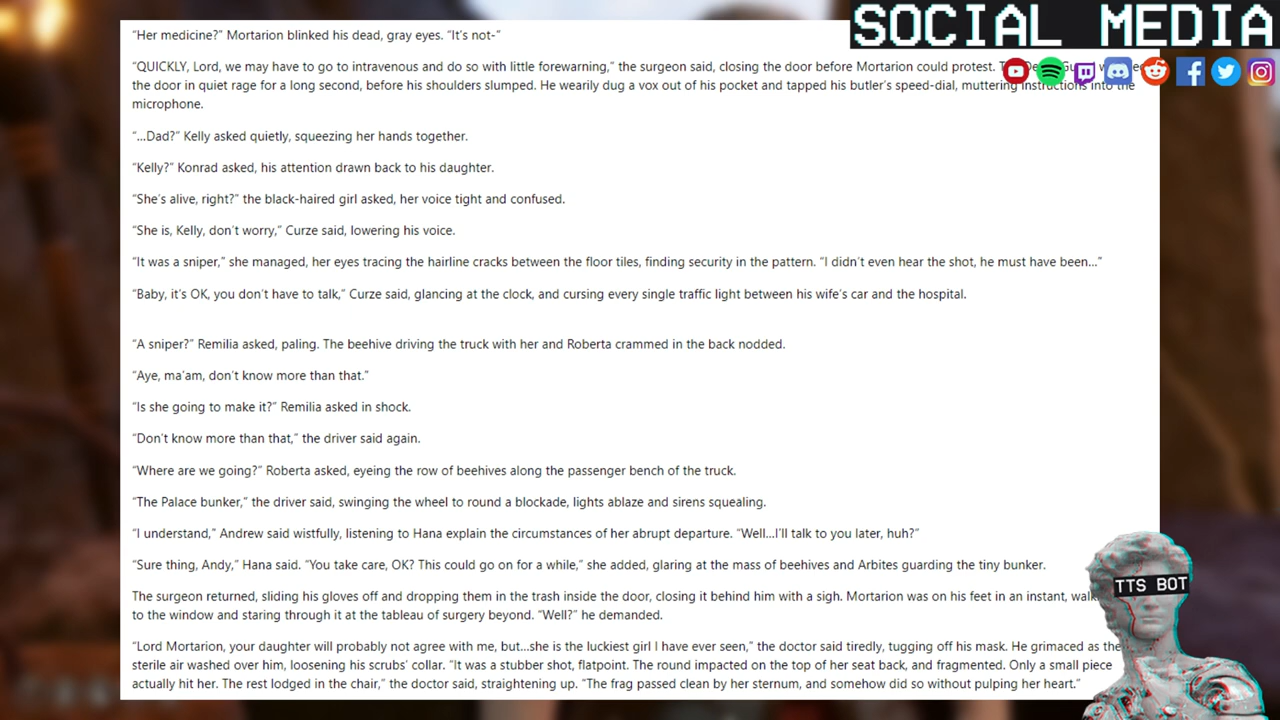 SOCIAL MEDIA
“Her medicine?” Mortarion blinked his dead, gray eyes. “It’s not-”
“QUICKLY, Lord, we may have to go to intravenous and do so with little forewarning,” the surgeon said, closing the door before Mortarion could protest.
the door in quiet rage for a long second, before his shoulders slumped. He wearily dug a vox out of his pocket and tapped his butler’s speed-dial, muttering instructions into the
microphone.
“…Dad?” Kelly asked quietly, squeezing her hands together.
“Kelly?” Konrad asked, his attention drawn back to his daughter.
“She’s alive, right?” the black-haired girl asked, her voice tight and confused.
“She is, Kelly, don’t worry,” Curze said, lowering his voice.
“It was a sniper,” she managed, her eyes tracing the hairline cracks between the floor tiles, finding security in the pattern. “I didn’t even hear the shot, he must have been…”
“Baby, it’s OK, you don’t have to talk,” Curze said, glancing at the clock, and cursing every single traffic light between his wife’s car and the hospital.
“A sniper?” Remilia asked, paling. The beehive driving the truck with her and Roberta crammed in the back nodded.
“Aye, ma’am, don’t know more than that.”
“Is she going to make it?” Remilia asked in shock.
“Don’t know more than that,” the driver said again.
“Where are we going?” Roberta asked, eyeing the row of beehives along the passenger bench of the truck.
“The Palace bunker,” the driver said, swinging the wheel to round a blockade, lights ablaze and sirens squealing.
“I understand,” Andrew said wistfully, listening to Hana explain the circumstances of her abrupt departure. “Well…I’ll talk to you later, huh?”
“Sure thing, Andy,” Hana said. “You take care, OK? This could go on for a while,” she added, glaring at the mass of beehives and Arbites guarding the tiny bunker.
The surgeon returned, sliding his gloves off and dropping them in the trash inside the door, closing it behind him with a sigh. Mortarion was on his feet in an instant,
to the window and staring through it at the tableau of surgery beyond. “Well?” he demanded.
“Lord Mortarion, your daughter will probably not agree with me, but…she is the luckiest girl I have ever seen,” the doctor said tiredly, tugging off his mask. He grimaced as the
sterile air washed over him, loosening his scrubs’ collar. “It was a stubber shot, flatpoint. The round impacted on the top of her seat back, and fragmented. Only a small piece
actually hit her. The rest lodged in the chair,” the doctor said, straightening up. “The frag passed clean by her sternum, and somehow did so without pulping her heart.”
TTS BOT